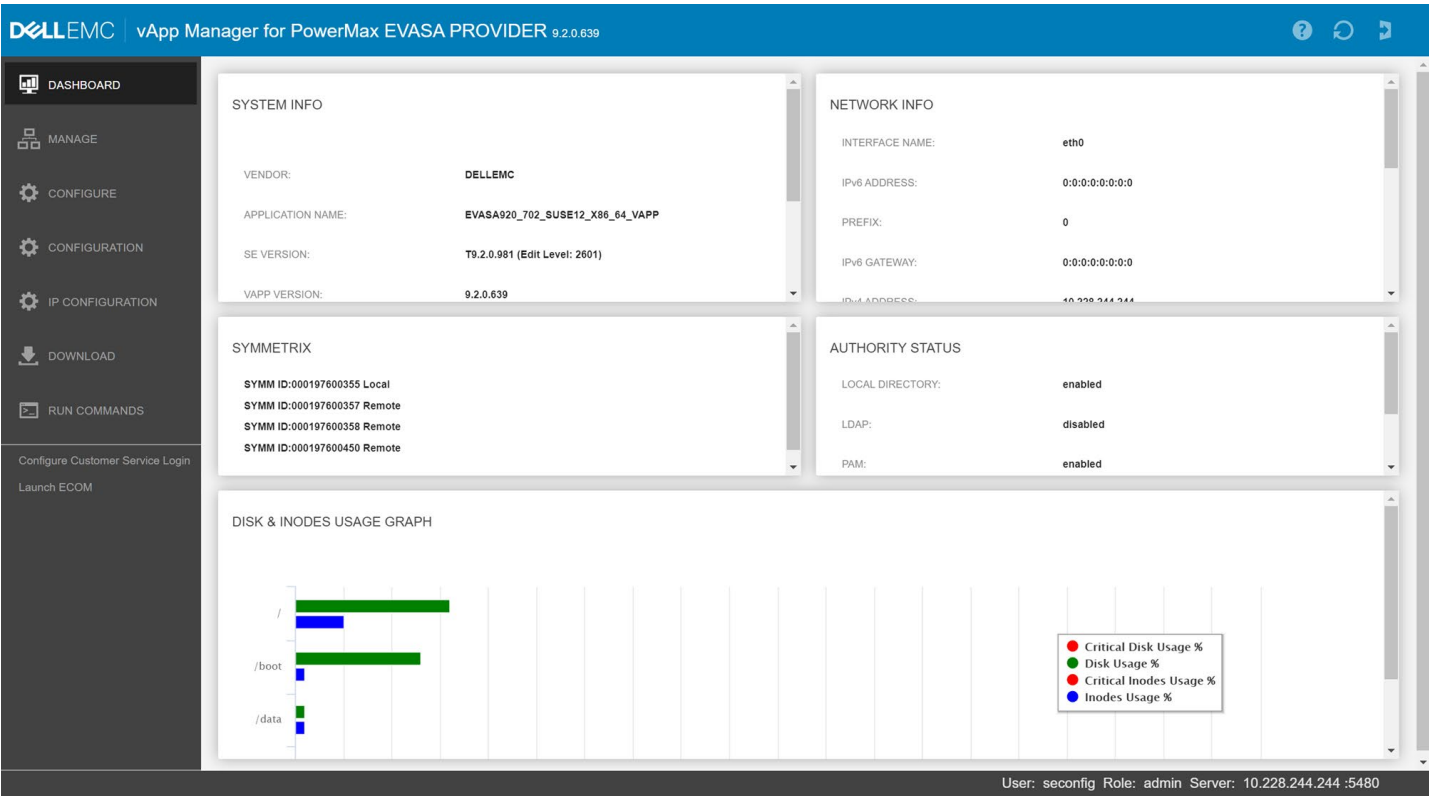 DELLEMC vApp Manager for PowerMax EVASA PROVIDER 9.2.0.639
DASHBOARD
MANAGE
CONFIGURE
CONFIGURATION
IP CONFIGURATION
DOWNLOAD
RUN COMMANDS
Configure Customer Service Login
Launch ECOM
SYSTEM INFO
VENDOR: DELLEMC
APPLICATION NAME: EVASA920_702_SUSE12_X86_64_VAPP
SE VERSION: T9.2.0.981 (Edit Level: 2601)
VAPP VERSION: 9.2.0.639
NETWORK INFO
INTERFACE NAME: eth0
IPv6 ADDRESS: 0:0:0:0:0:0:0:0
PREFIX: 0
IPv6 GATEWAY: 0:0:0:0:0:0:0:0
IPv4 ADDRESS: 10.228.244.244
SYMMETRIX
SYMM ID:000197600355 Local
SYMM ID:000197600357 Remote
SYMM ID:000197600358 Remote
SYMM ID:000197600450 Remote
AUTHORITY STATUS
LOCAL DIRECTORY: enabled
LDAP: disabled
PAM: enabled
DISK & INODES USAGE GRAPH
/
/boot
/data
Critical Disk Usage %
Disk Usage %
Critical Inodes Usage %
Inodes Usage %
User: seconfig Role: admin Server: 10.228.244.244 :5480